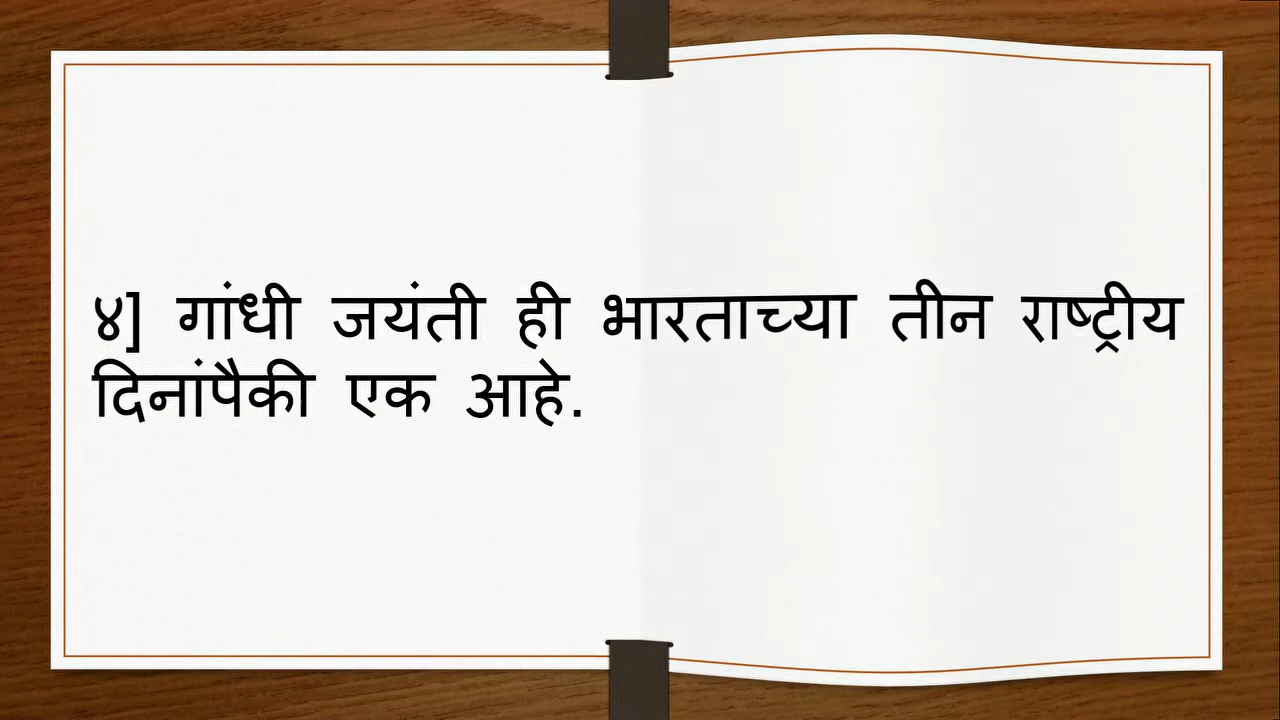 ४] गांधी जयंती ही भारताच्या तीन राष्ट्रीय
दिनांपैकी एक आहे.